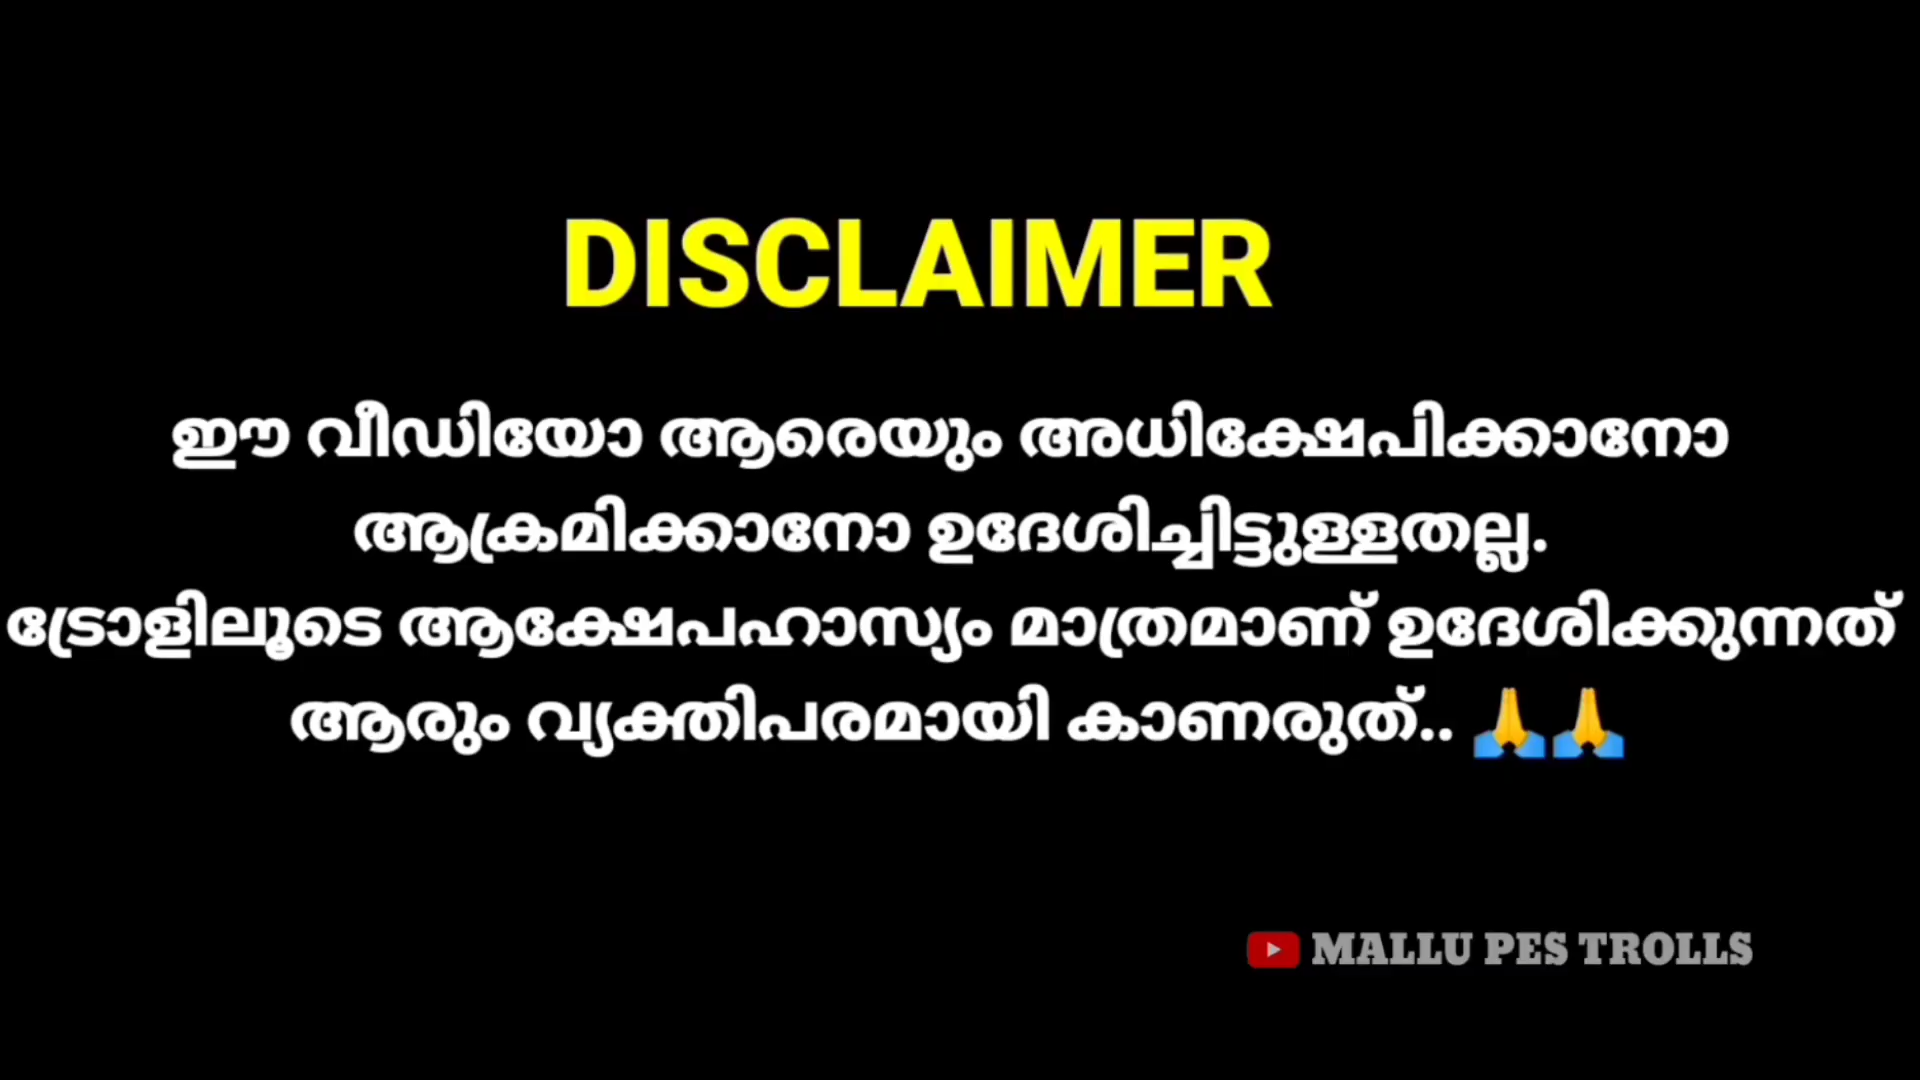 DISCLAIMER
ഈ വീഡിയോ ആരെയും അധിക്ഷേപിക്കാനോ
ആക്രമിക്കാനോ ഉദേശിച്ചിട്ടുള്ളതല്ല.
ട്രോളിലൂടെ ആക്ഷേപഹാസ്യം മാത്രമാണ് ഉദേശിക്കുന്നത്
ആരും വ്യക്തിപരമായി കാണരുത്.. 🙏🙏
MALLU PES TROLLS